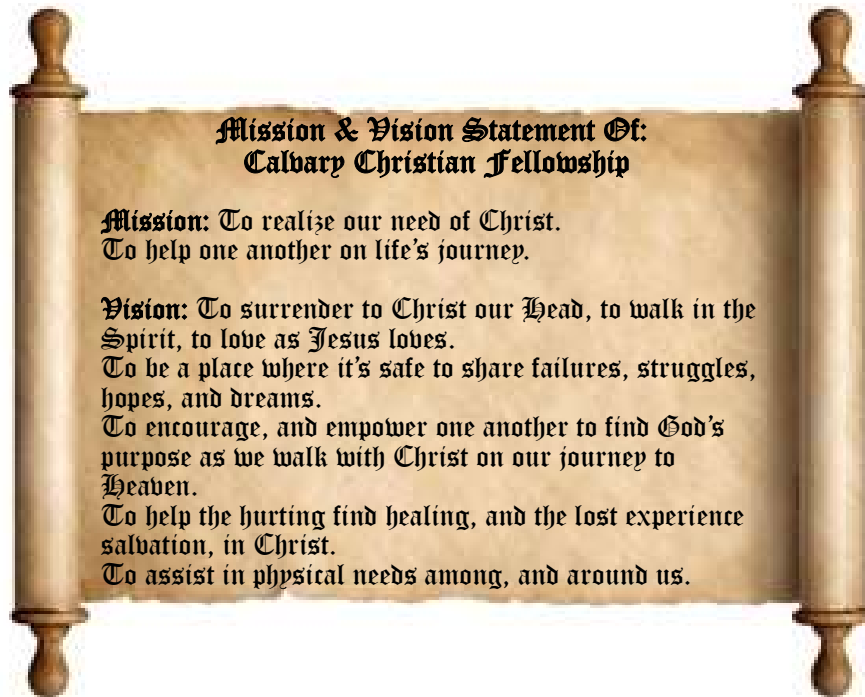 Mission & Vision Statement Of:
Calvary Christian Fellowship
Mission: To realize our need of Christ.
To help one another on life's journey.
Vision: To surrender to Christ our Head, to walk in the
Spirit, to love as Jesus loves.
To be a place where it's safe to share failures, struggles,
hopes, and dreams.
To encourage, and empower one another to find God's
purpose as we walk with Christ on our journey to
Heaven.
To help the hurting find healing, and the lost experience
salvation, in Christ.
To assist in physical needs among, and around us.